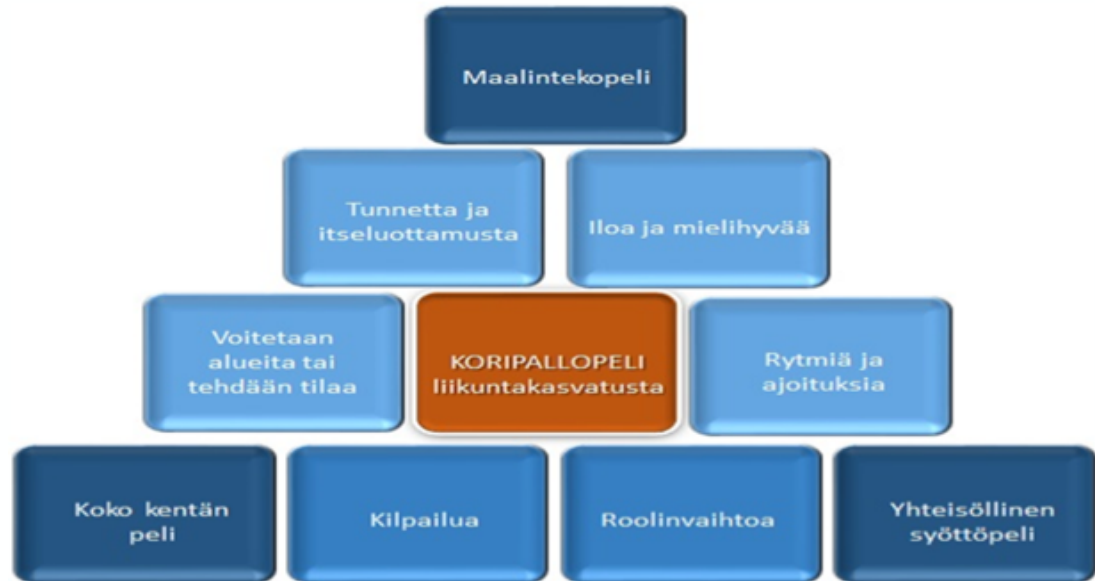 Maalintekopeli
Tunnetta ja
itseluottamusta
Iloa ja mielihyvää
Voitetaan
alueita tai
tehdään tilaa
KORIPALLOPELI
liikuntakasvatusta
Rytmiä ja
ajoituksia
Koko kentän
peli
Kilpailua
Roolinvaihtoa
Yhteisöllinen
syöttöpeli